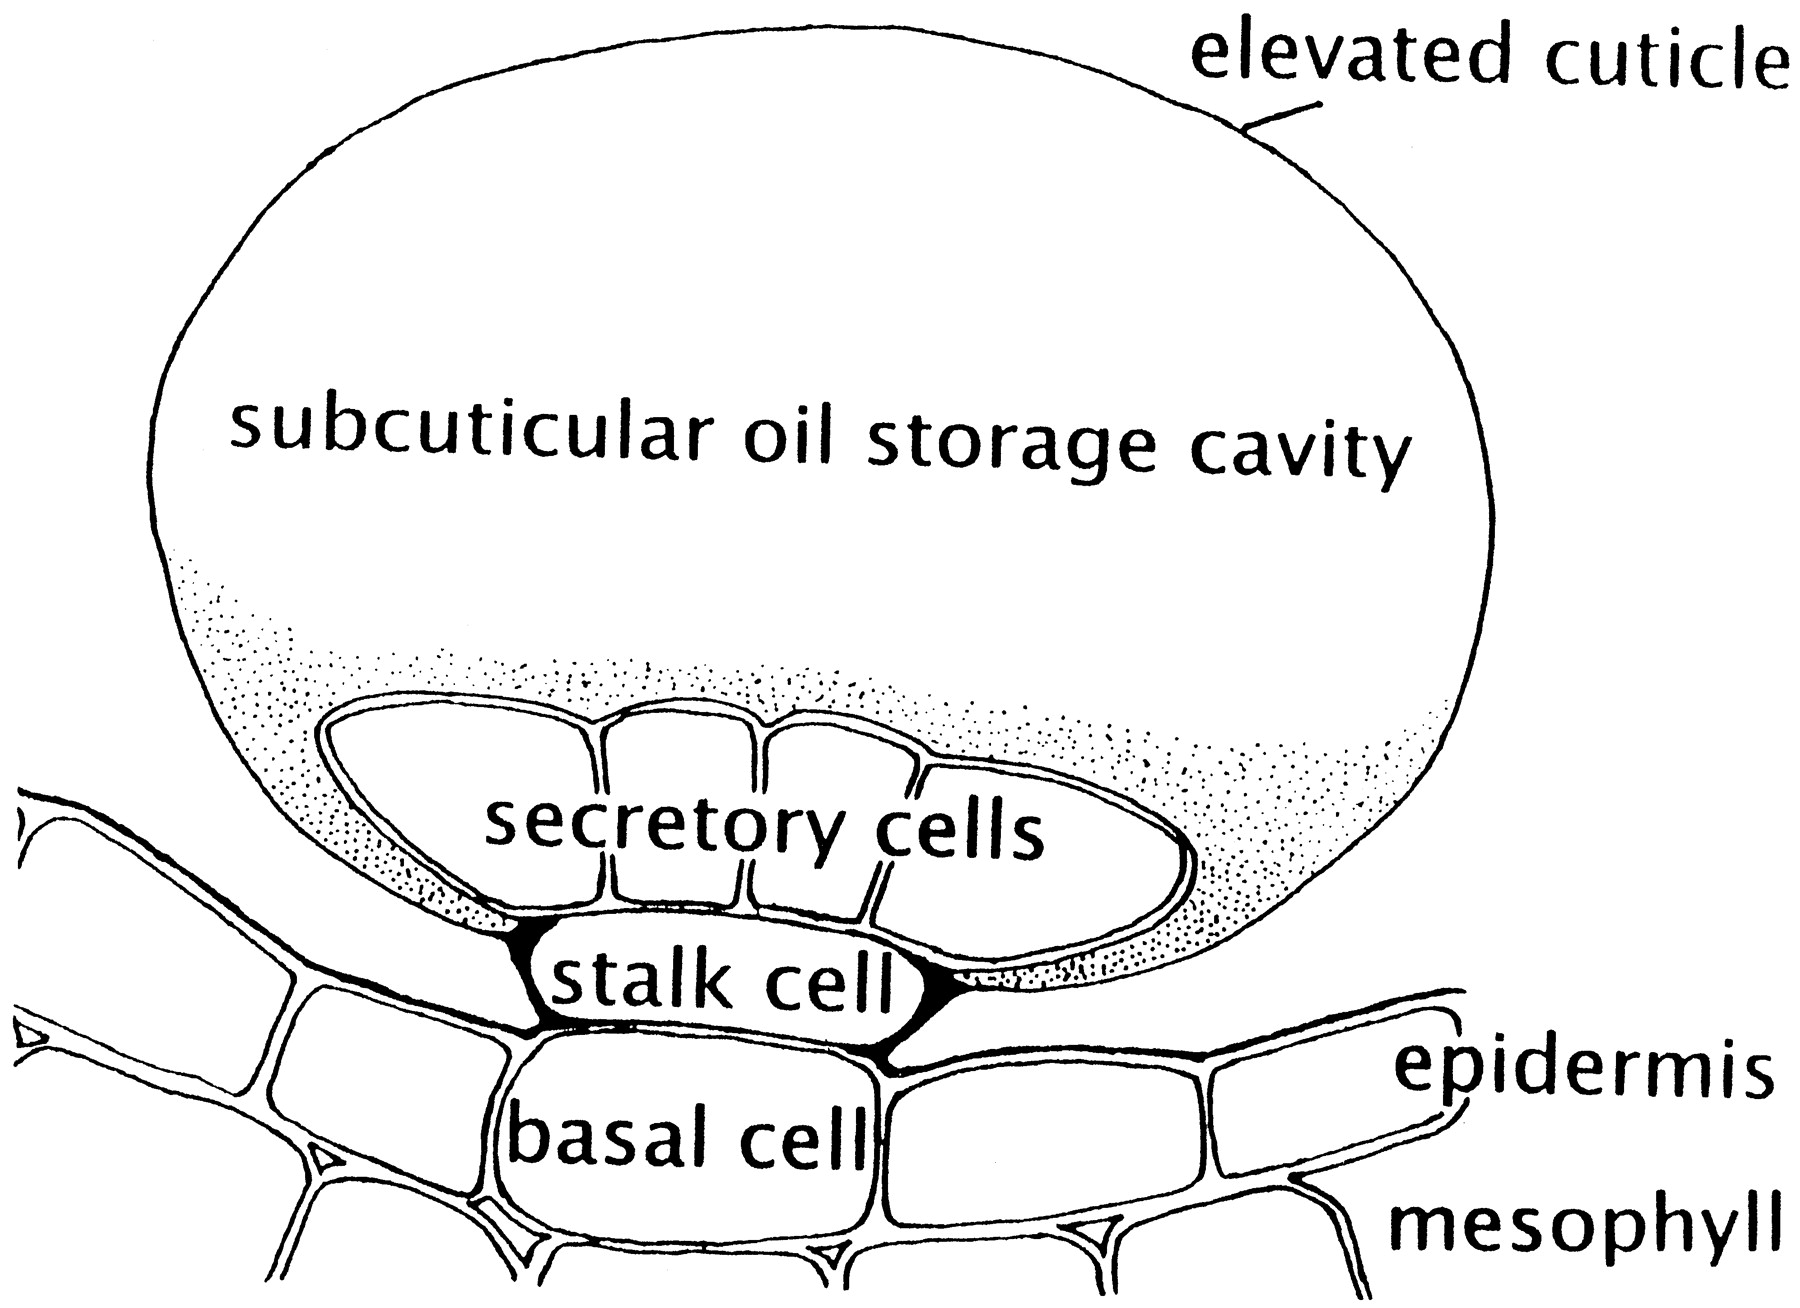 elevated cuticle
subcuticular oil storage cavity
secretory cells
stalk cell
epidermis
basal cell
mesophyll